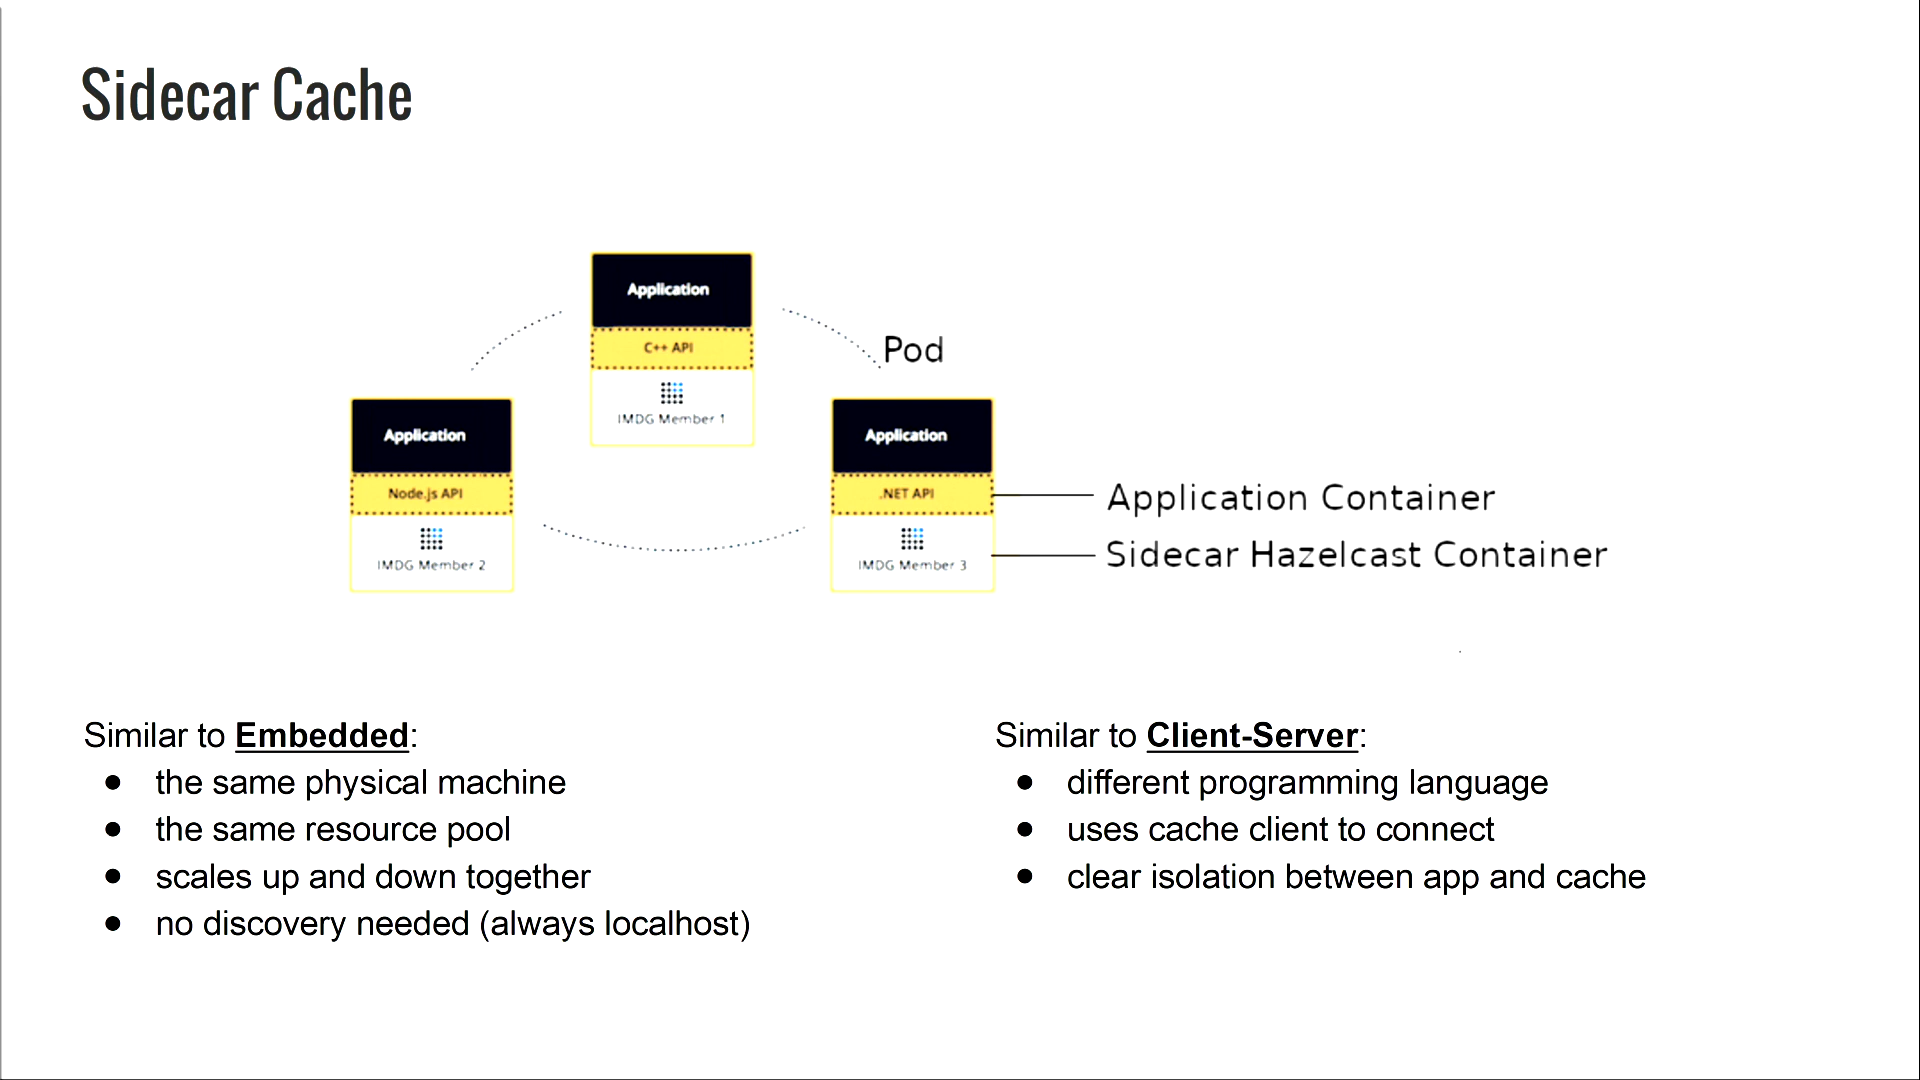 Sidecar Cache
Application
C++ API
IMDG Member 1
Pod
Application
Node.js API
IMDG Member 2
Application
.NET API
IMDG Member 3
Application Container
Sidecar Hazelcast Container
Similar to Embedded:
● the same physical machine
● the same resource pool
● scales up and down together
● no discovery needed (always localhost)
Similar to Client-Server:
● different programming language
● uses cache client to connect
● clear isolation between app and cache